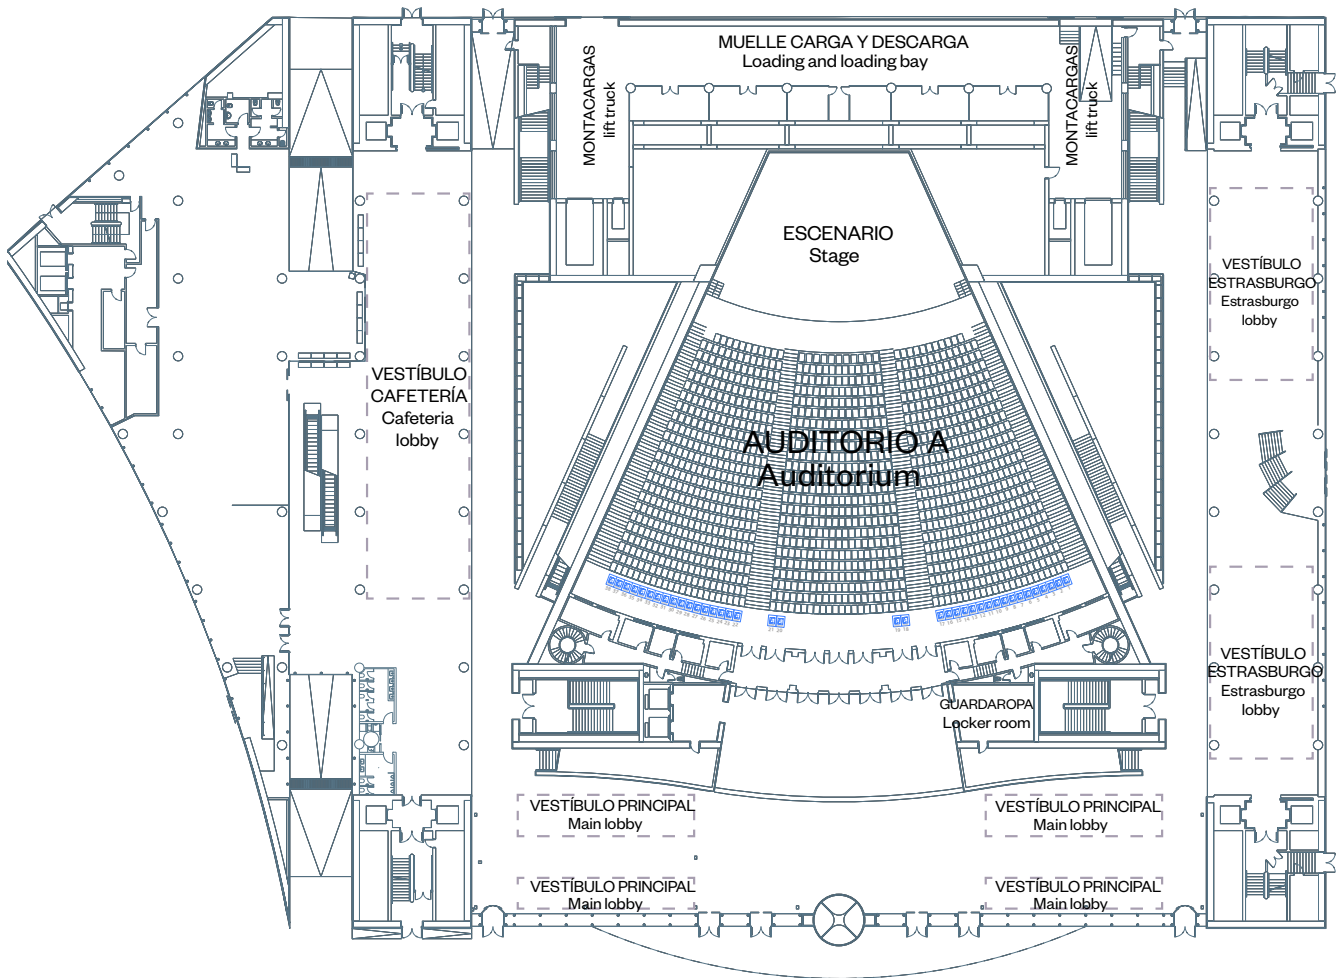 MUELLE CARGA Y DESCARGA
Loading and loading bay
MONTACARGAS
lift truck
MONTACARGAS
lift truck
ESCENARIO
Stage
VESTÍBULO
ESTRASBURGO
Estrasburgo
lobby
VESTÍBULO
CAFETERÍA
Cafeteria
lobby
AUDITORIO A
Auditorium
VESTÍBULO
ESTRASBURGO
Estrasburgo
lobby
GUARDAROPA
Locker room
VESTÍBULO PRINCIPAL
Main lobby
VESTÍBULO PRINCIPAL
Main lobby
VESTÍBULO PRINCIPAL
Main lobby
VESTÍBULO PRINCIPAL
Main lobby